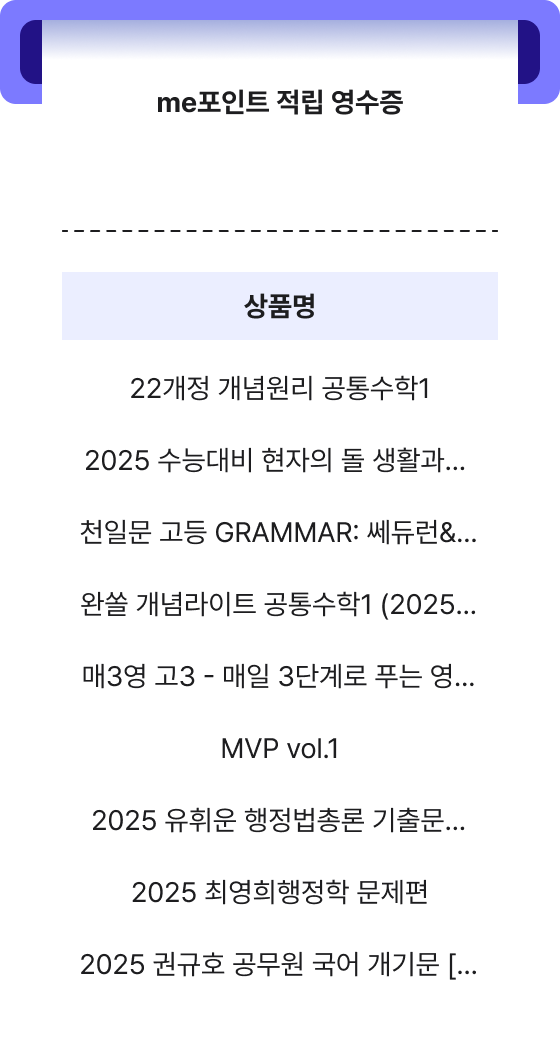 me포인트 적립 영수증
상품명
22개정 개념원리 공통수학1
2025 수능대비 현자의 돌 생활과...
천일문 고등 GRAMMAR: 쎄듀런&...
완쏠 개념라이트 공통수학1 (2025...
매3영 고3 - 매일 3단계로 푸는 영...
MVP vol.1
2025 유휘운 행정법총론 기출문...
2025 최영희행정학 문제편
2025 권규호 공무원 국어 개기문 [...